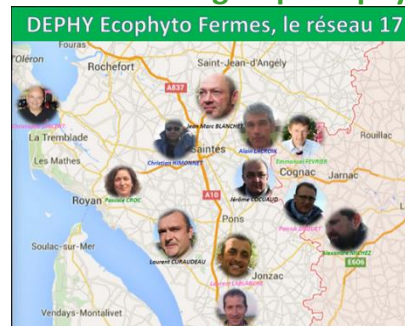 DEPHY Ecophyto Fermes, le réseau 17
Fouras
d'Oléron
Rochefort
Saint-Jean-d'Angély
A837
Jean Marc BLANCHET
La Tremblade
Christian HIMONNET
Saintes
Alain LACROIX
Emmanuel FEVRIER
Rouillac
Les Mathes
Cognac
Jarnac
Jérôme COCUAUD
Royan
Pascale CROC
A10
Pons
Soulac-sur-Mer
Laurent CURAUDEAU
E606
Jonzac
Vendays-Montalivet